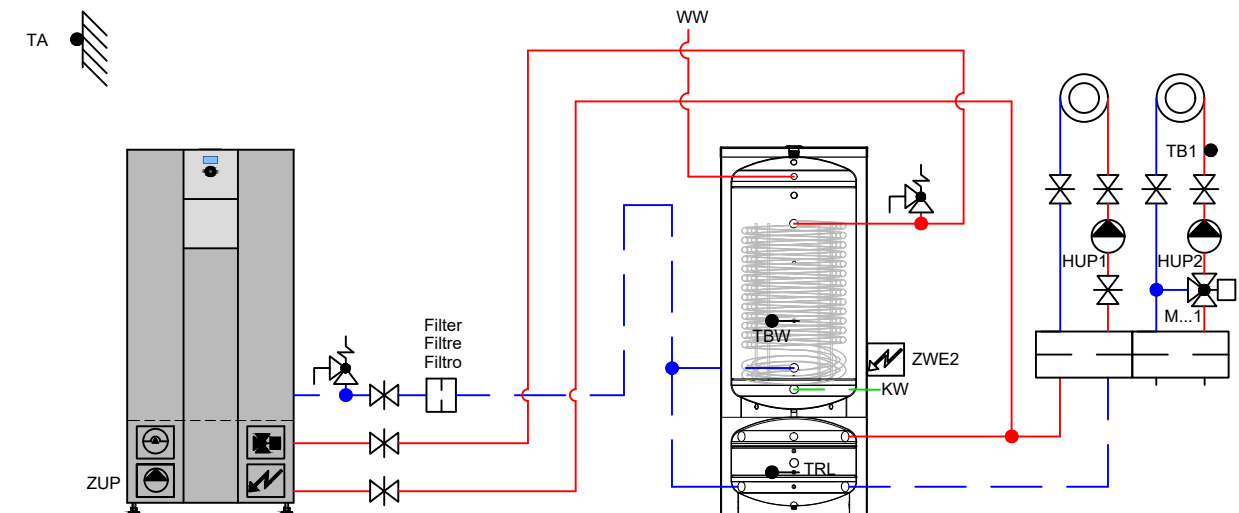 WW
TA
TB1
HUP1
HUP2
M...1
Filter
Filtre
Filtro
TBW
ZWE2
KW
TRL
ZUP